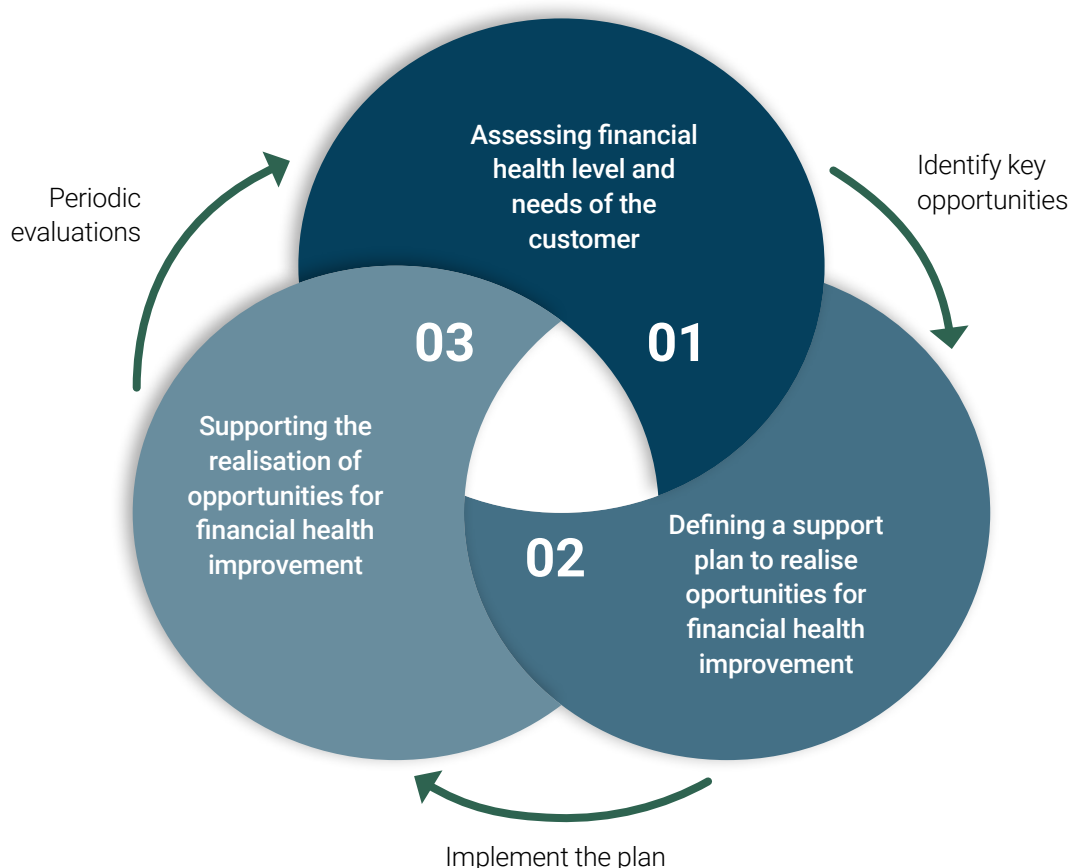 Assessing financial
health level and
needs of the
customer
01
Identify key
opportunities
Defining a support
plan to realise
oportunities for
financial health
improvement
02
Implement the plan
Supporting the
realisation of
opportunities for
financial health
improvement
03
Periodic
evaluations